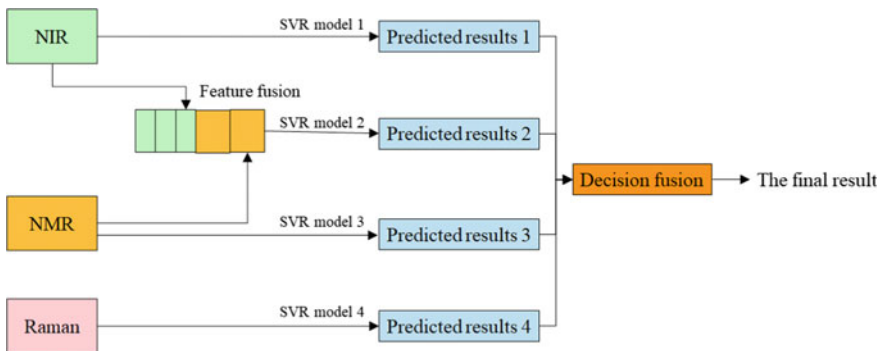 NIR
SVR model 1
Predicted results 1
Feature fusion
SVR model 2
Predicted results 2
Decision fusion
The final result
NMR
SVR model 3
Predicted results 3
Raman
SVR model 4
Predicted results 4